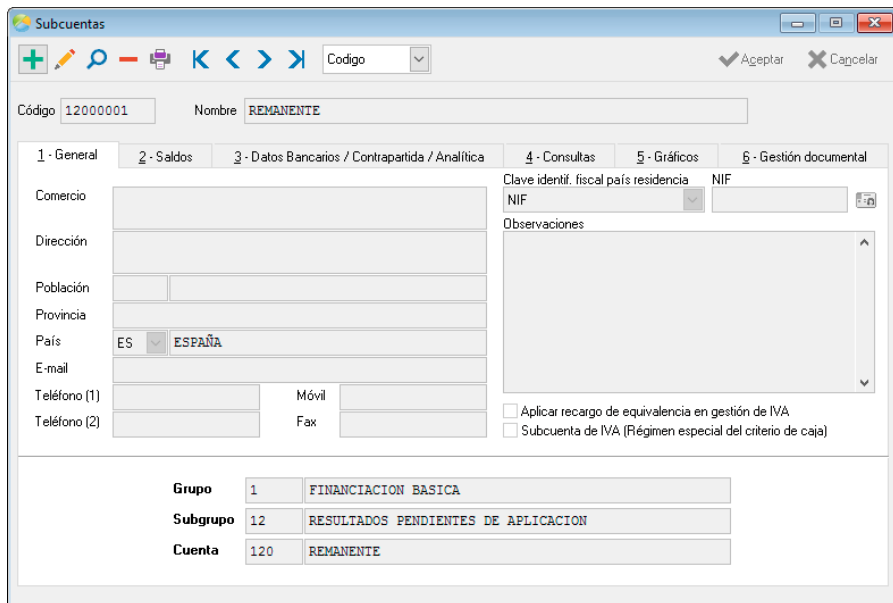 Subcuentas
Codigo
Aceptar
Cancelar
Código 12000001 Nombre REMANENTE
1 - General 2 - Saldos 3 - Datos Bancarios / Contrapartida / Analítica 4 - Consultas 5 - Gráficos 6 - Gestión documental
Comercio
Dirección
Población
Provincia
País ES ESPAÑA
E-mail
Teléfono (1) Móvil
Teléfono (2) Fax
Clave identif. fiscal país residencia NIF
NIF
Observaciones
Aplicar recargo de equivalencia en gestión de IVA
Subcuenta de IVA (Régimen especial del criterio de caja)
Grupo 1 FINANCIACION BASICA
Subgrupo 12 RESULTADOS PENDIENTES DE APLICACION
Cuenta 120 REMANENTE